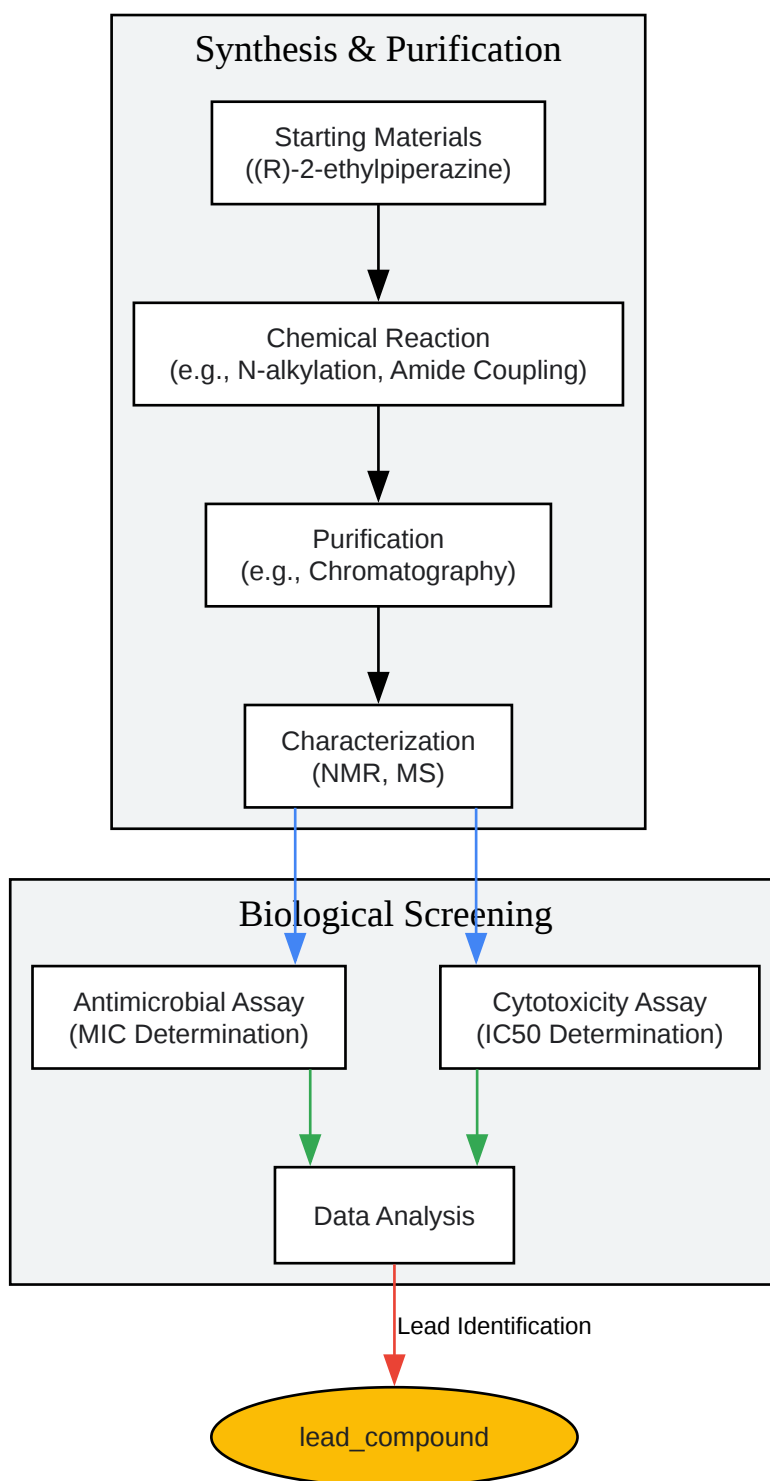 Synthesis & Purification
Starting Materials
((R)-2-ethylpiperazine)
Chemical Reaction
(e.g., N-alkylation, Amide Coupling)
Purification
(e.g., Chromatography)
Characterization
(NMR, MS)
Biological Screening
Antimicrobial Assay
(MIC Determination)
Cytotoxicity Assay
(IC50 Determination)
Data Analysis
Lead Identification
lead_compound